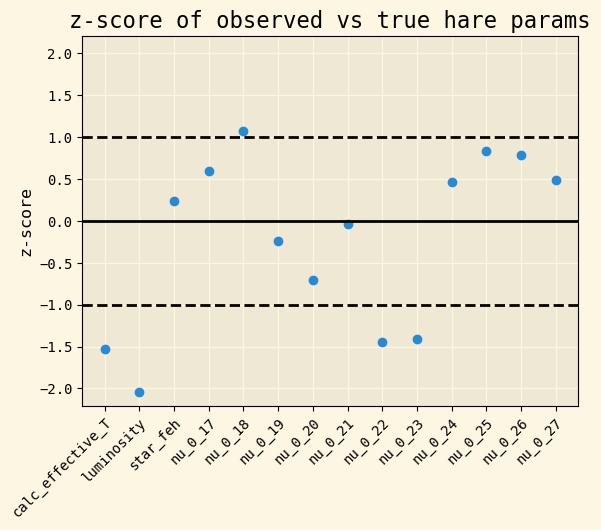 z-score of observed vs true hare params
2.0
1.5
1.0
0.5
0.0
−0.5
−1.0
−1.5
−2.0
z-score
calc_effective_T
luminosity
star_feh
nu_0_17
nu_0_18
nu_0_19
nu_0_20
nu_0_21
nu_0_22
nu_0_23
nu_0_24
nu_0_25
nu_0_26
nu_0_27